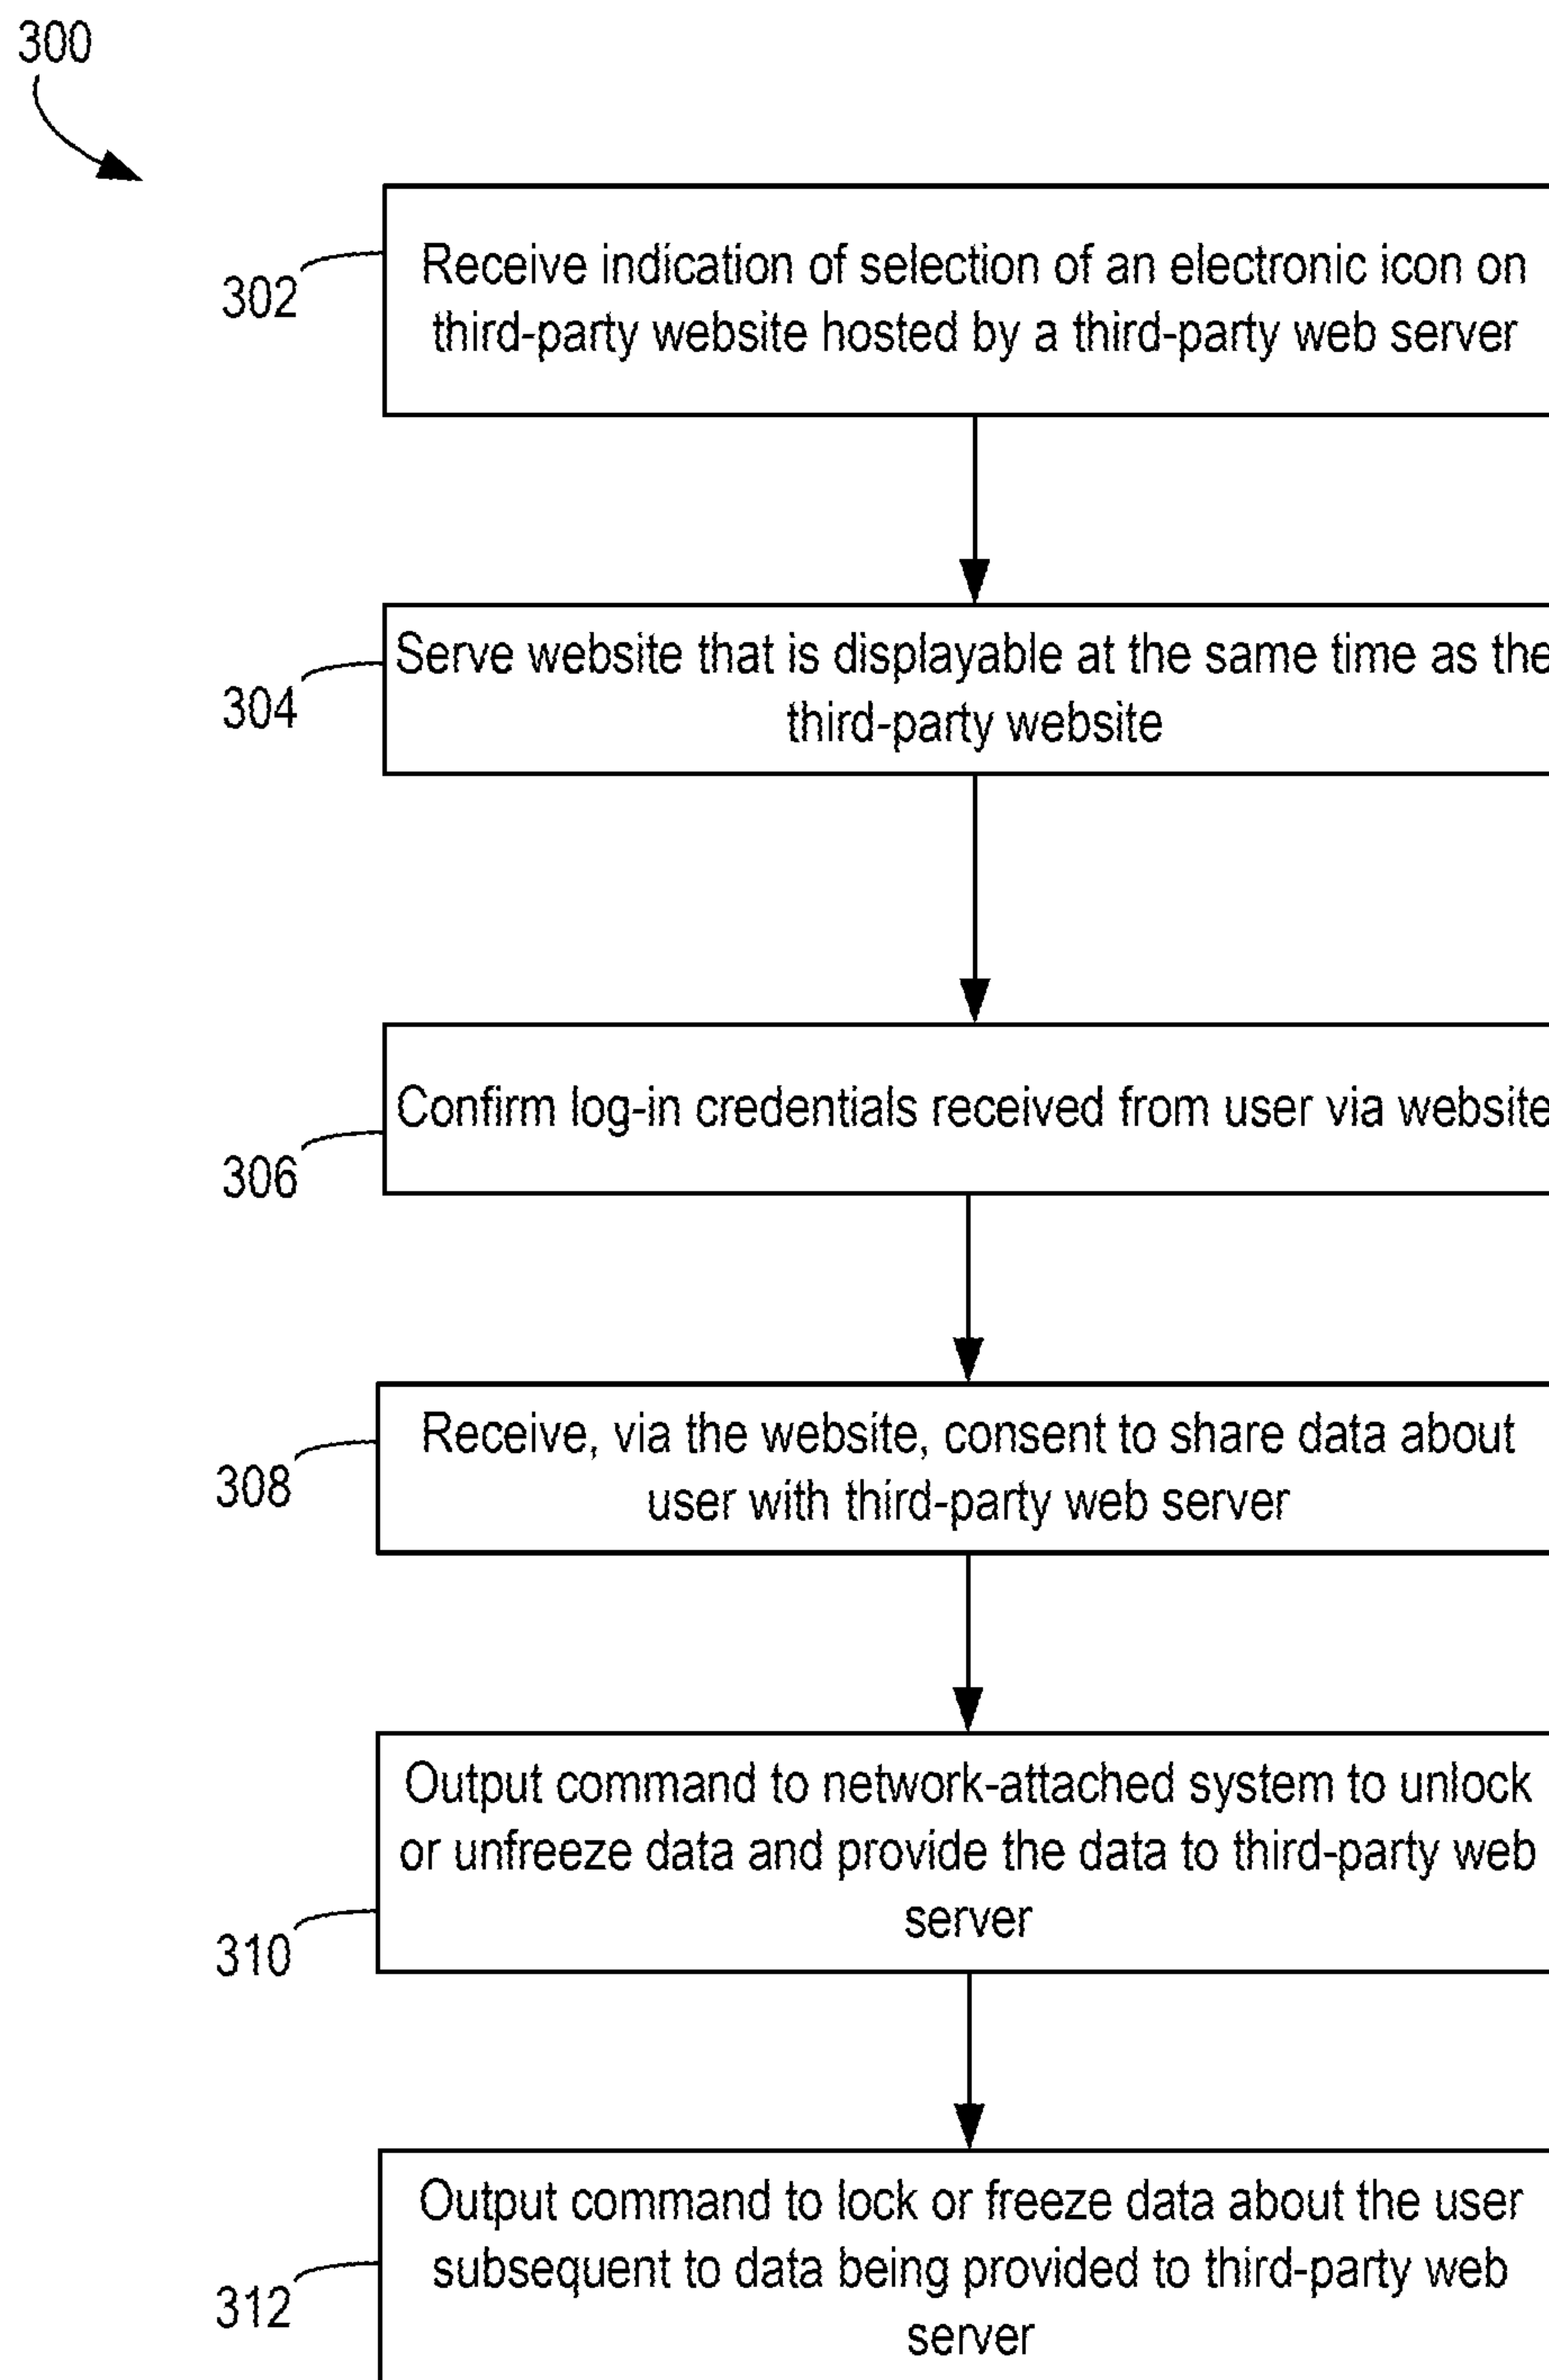 300
302
Receive indication of selection of an electronic icon on
third-party website hosted by a third-party web server
304
Serve website that is displayable at the same time as the
third-party website
306
Confirm log-in credentials received from user via website
308
Receive, via the website, consent to share data about
user with third-party web server
310
Output command to network-attached system to unlock
or unfreeze data and provide the data to third-party web
server
312
Output command to lock or freeze data about the user
subsequent to data being provided to third-party web
server